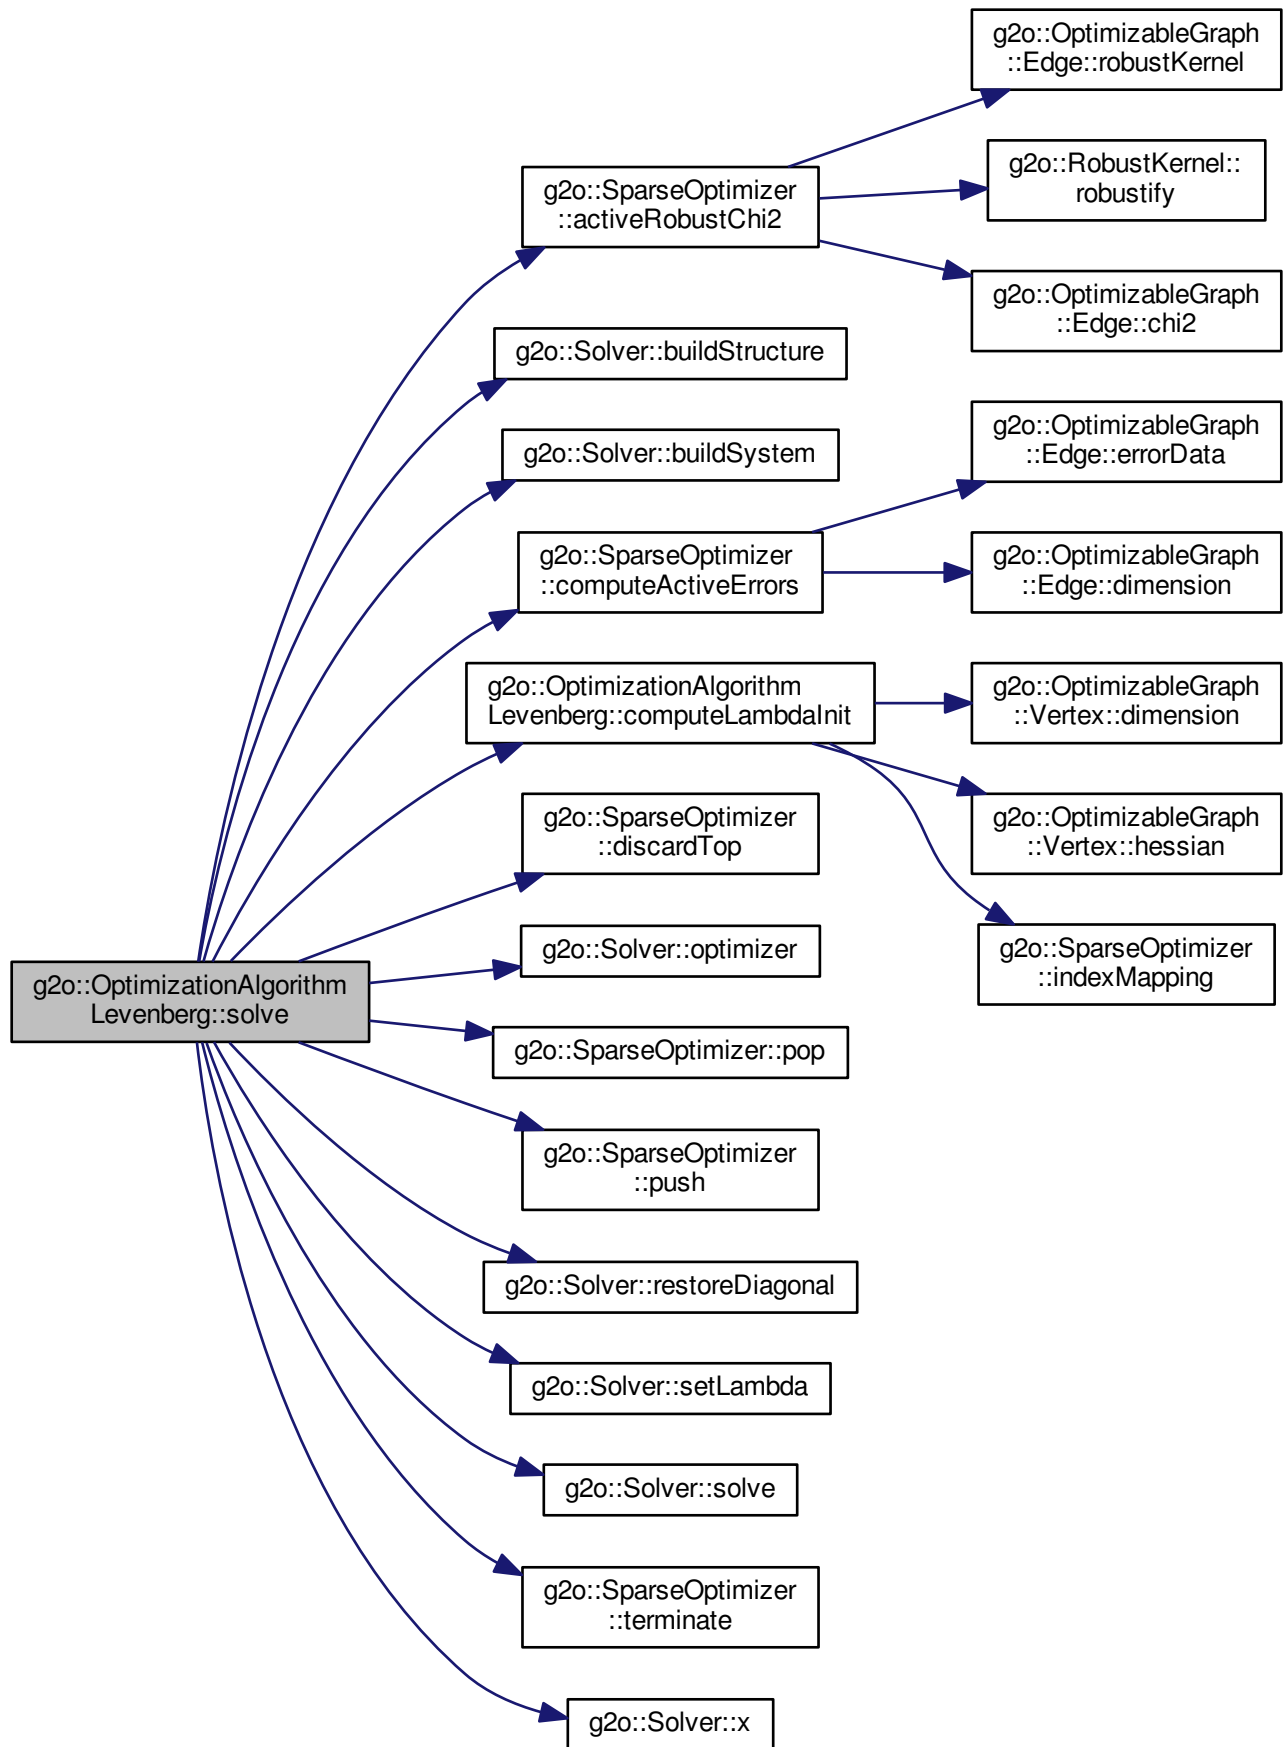 g2o::OptimizationAlgorithm
Levenberg::solve
g2o::SparseOptimizer
::activeRobustChi2
g2o::Solver::buildStructure
g2o::Solver::buildSystem
g2o::SparseOptimizer
::computeActiveErrors
g2o::OptimizationAlgorithm
Levenberg::computeLambdaInit
g2o::SparseOptimizer
::discardTop
g2o::Solver::optimizer
g2o::SparseOptimizer::pop
g2o::SparseOptimizer
::push
g2o::Solver::restoreDiagonal
g2o::Solver::setLambda
g2o::Solver::solve
g2o::SparseOptimizer
::terminate
g2o::Solver::x
g2o::OptimizableGraph
::Edge::robustKernel
g2o::RobustKernel::
robustify
g2o::OptimizableGraph
::Edge::chi2
g2o::OptimizableGraph
::Edge::errorData
g2o::OptimizableGraph
::Edge::dimension
g2o::OptimizableGraph
::Vertex::dimension
g2o::OptimizableGraph
::Vertex::hessian
g2o::SparseOptimizer
::indexMapping